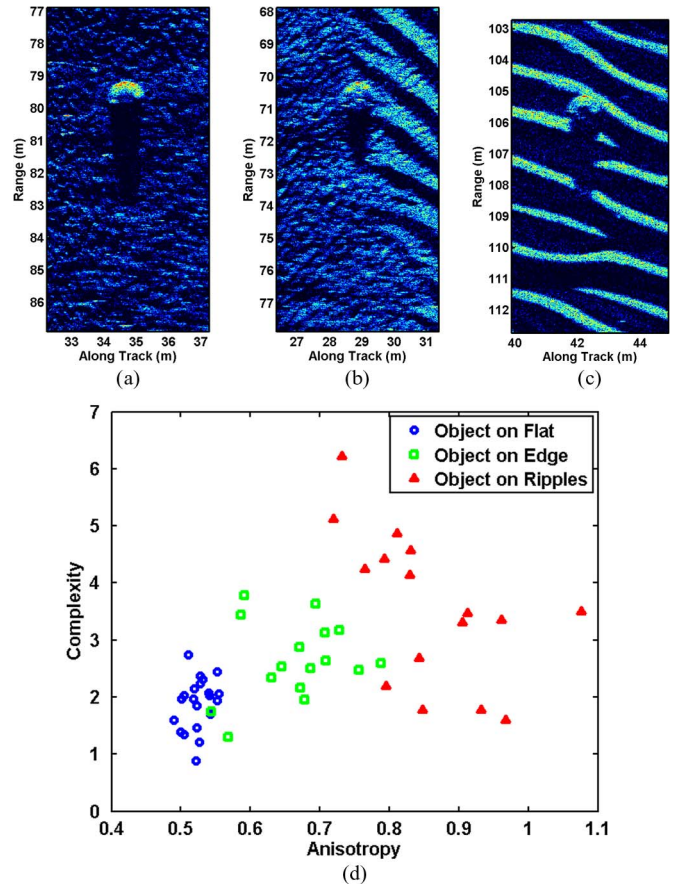 77
78
79
80
81
82
83
84
85
86
Range (m)
33 34 35 36 37
Along Track (m)
(a)
68
69
70
71
72
73
74
75
76
77
Range (m)
27 28 29 30 31
Along Track (m)
(b)
103
104
105
106
107
108
109
110
111
112
Range (m)
40 42 44
Along Track (m)
(c)
7
6
5
4
3
2
1
0
Complexity
Object on Flat
Object on Edge
Object on Ripples
0.4 0.5 0.6 0.7 0.8 0.9 1 1.1
Anisotropy
(d)